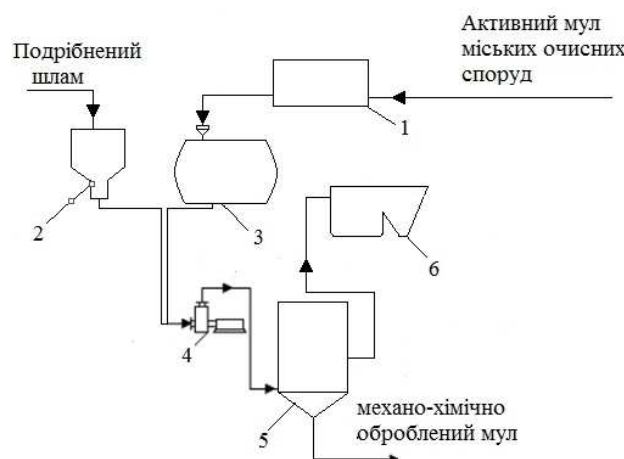 Активний мул
міських очисних
споруд
Подрібнений
шлам
1
2
3
6
4
5
механо-хімічно
оброблений мул